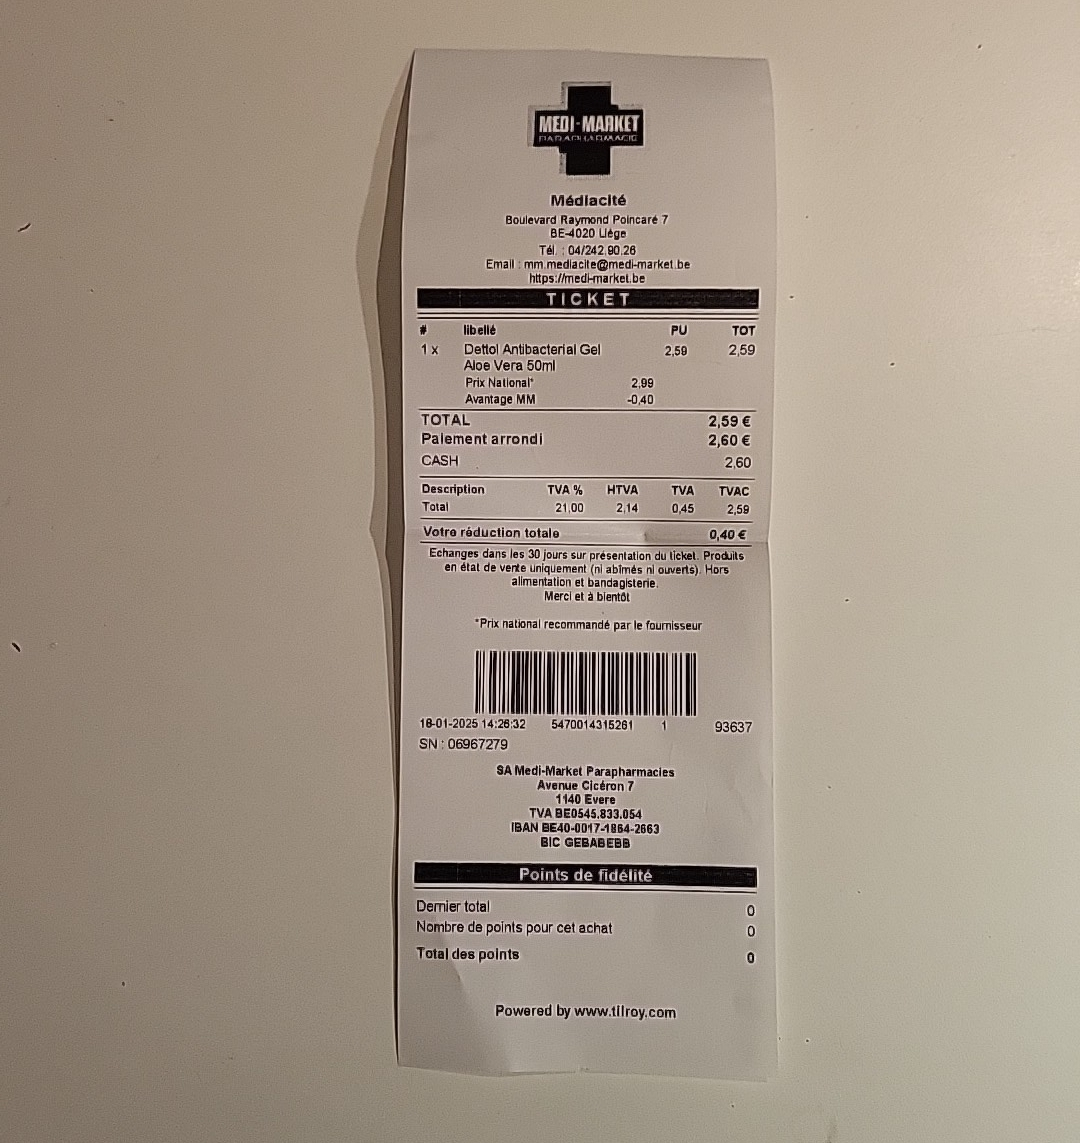 MEDI-MARKET
PARAPHARMACIE
Médiacité
Boulevard Raymond Poincaré 7
BE-4020 Liège
Tél. : 04/242.90.26
Email : mm.mediacite@medi-market.be
https://medi-market.be
TICKET
# libellé PU TOT
1 x Dettol Antibacterial Gel 2,59 2,59
Aloe Vera 50ml
Prix National* 2,99
Avantage MM -0,40
TOTAL 2,59 €
Paiement arrondi 2,60 €
CASH 2,60
Description TVA % HTVA TVA TVAC
Total 21,00 2,14 0,45 2,59
Votre réduction totale 0,40 €
Echanges dans les 30 jours sur présentation du ticket. Produits
en état de vente uniquement (ni abîmés ni ouverts). Hors
alimentation et bandagisterie.
Merci et à bientôt
*Prix national recommandé par le fournisseur
18-01-2025 14:26:32 5470014315261 1 93637
SN : 06967279
SA Medi-Market Parapharmacies
Avenue Cicéron 7
1140 Evere
TVA BE0545.833.054
IBAN BE40-0017-1864-2663
BIC GEBABEBB
Points de fidélité
Dernier total 0
Nombre de points pour cet achat 0
Total des points 0
Powered by www.tilroy.com